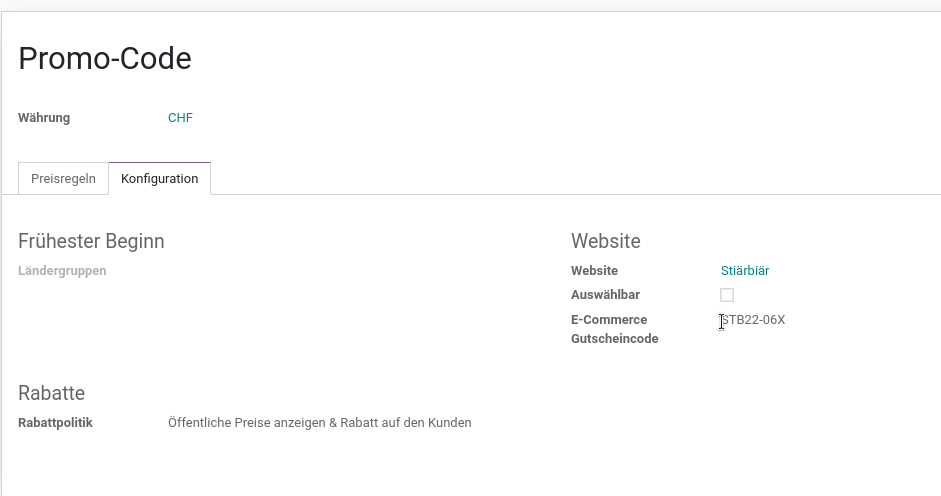 Promo-Code
Währung CHF
Preisregeln Konfiguration
Frühester Beginn
Ländergruppen
Website
Website Stiärbiär
Auswählbar
E-Commerce Gutscheincode STB22-06X
Rabatte
Rabattpolitik Öffentliche Preise anzeigen & Rabatt auf den Kunden